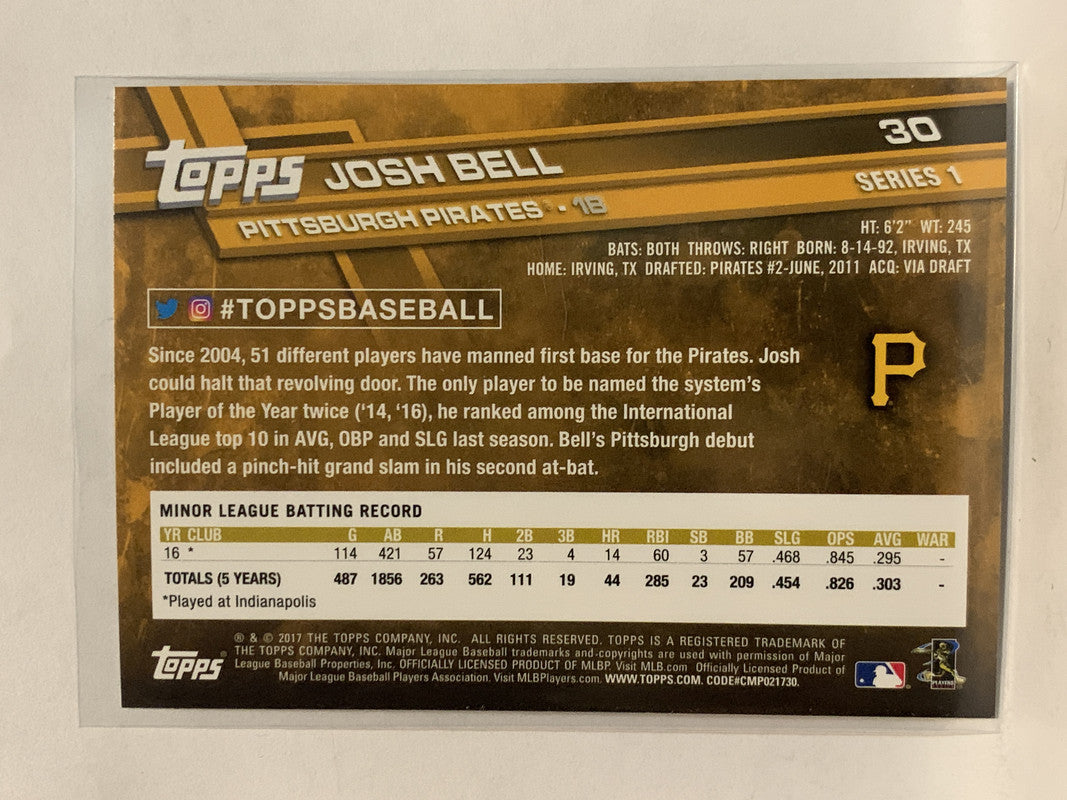 TOPPS JOSH BELL 30
PITTSBURGH PIRATES • 1B SERIES 1
HT: 6'2" WT: 245
BATS: BOTH THROWS: RIGHT BORN: 8-14-92, IRVING, TX
HOME: IRVING, TX DRAFTED: PIRATES #2-JUNE, 2011 ACQ: VIA DRAFT
#TOPPSBASEBALL
Since 2004, 51 different players have manned first base for the Pirates. Josh
could halt that revolving door. The only player to be named the system's
Player of the Year twice ('14, '16), he ranked among the International
League top 10 in AVG, OBP and SLG last season. Bell's Pittsburgh debut
included a pinch-hit grand slam in his second at-bat.
P
MINOR LEAGUE BATTING RECORD
YR CLUB G AB R H 2B 3B HR RBI SB BB SLG OPS AVG WAR
16 * 114 421 57 124 23 4 14 60 3 57 .468 .845 .295 -
TOTALS (5 YEARS) 487 1856 263 562 111 19 44 285 23 209 .454 .826 .303 -
*Played at Indianapolis
TOPPS
® & © 2017 THE TOPPS COMPANY, INC. ALL RIGHTS RESERVED. TOPPS IS A REGISTERED TRADEMARK OF
THE TOPPS COMPANY, INC. Major League Baseball trademarks and copyrights are used with permission of Major
League Baseball Properties, Inc. OFFICIALLY LICENSED PRODUCT OF MLBP. Visit MLB.com Officially Licensed Product of
Major League Baseball Players Association. Visit MLBPlayers.com. WWW.TOPPS.COM. CODE#CMP021730.
PLAYERS